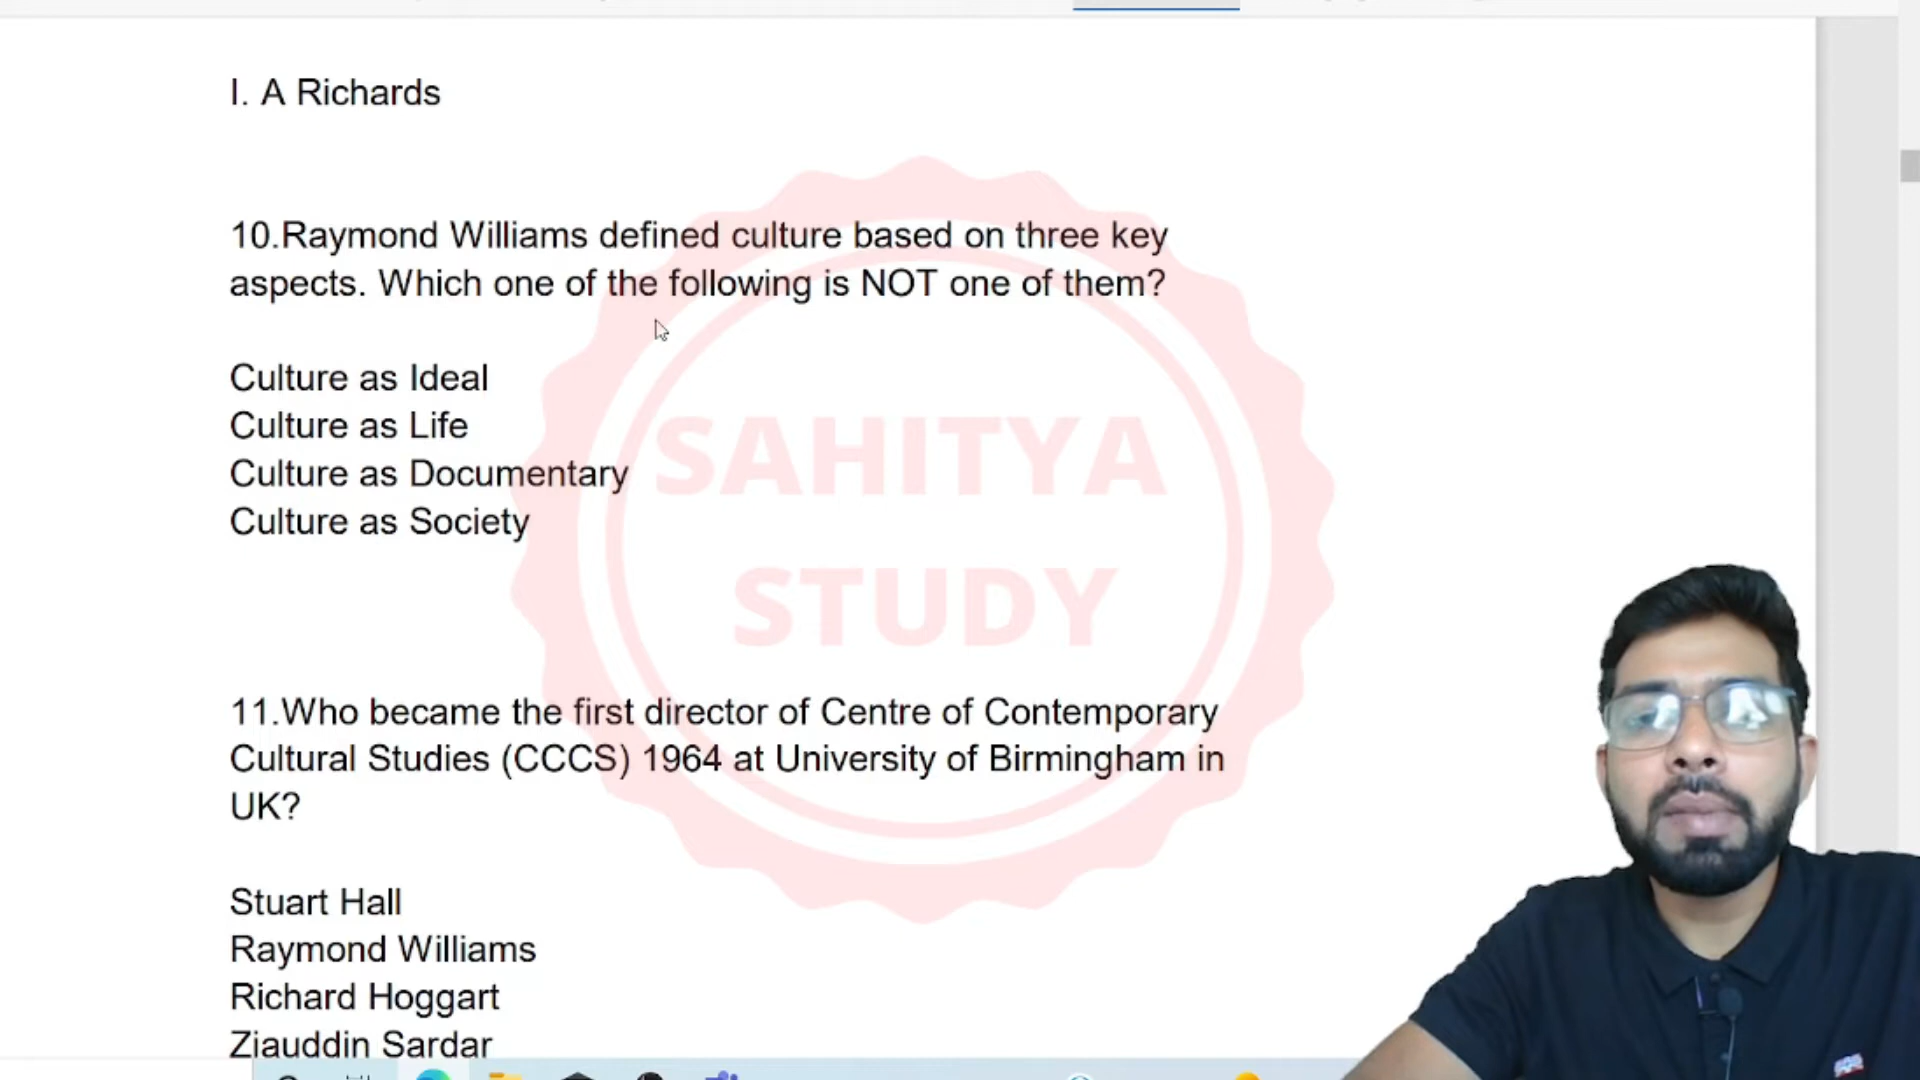 I. A Richards
10.Raymond Williams defined culture based on three key
aspects. Which one of the following is NOT one of them?
Culture as Ideal
Culture as Life
Culture as Documentary
Culture as Society
SAHITYA
STUDY
11.Who became the first director of Centre of Contemporary
Cultural Studies (CCCS) 1964 at University of Birmingham in
UK?
Stuart Hall
Raymond Williams
Richard Hoggart
Ziauddin Sardar